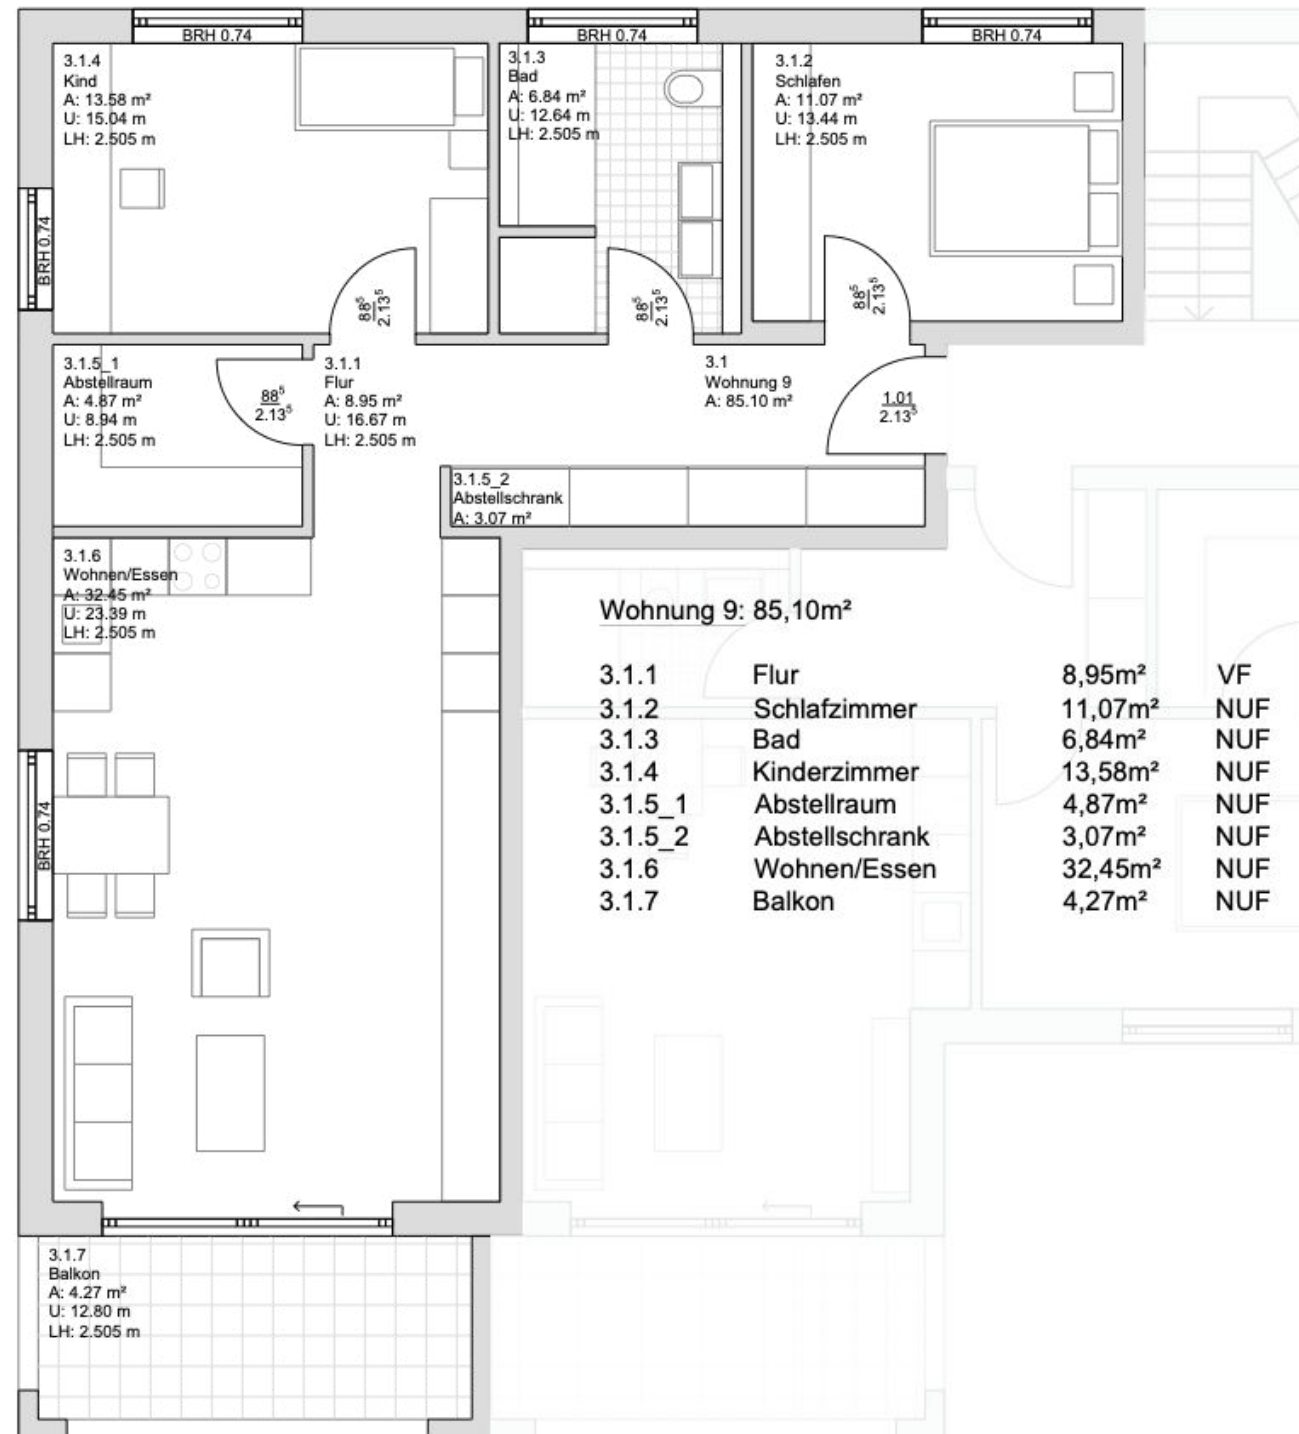 BRH 0.74
BRH 0.74
BRH 0.74
3.1.4
Kind
A: 13.58 m²
U: 15.04 m
LH: 2.505 m
3.1.3
Bad
A: 6.84 m²
U: 12.64 m
LH: 2.505 m
3.1.2
Schlafen
A: 11.07 m²
U: 13.44 m
LH: 2.505 m
BRH 0.74
88⁵
2.13⁵
88⁵
2.13⁵
88⁵
2.13⁵
3.1.5_1
Abstellraum
A: 4.87 m²
U: 8.94 m
LH: 2.505 m
88⁵
2.13⁵
3.1.1
Flur
A: 8.95 m²
U: 16.67 m
LH: 2.505 m
3.1
Wohnung 9
A: 85.10 m²
1.01
2.13⁵
3.1.5_2
Abstellschrank
A: 3.07 m²
3.1.6
Wohnen/Essen
A: 32.45 m²
U: 23.39 m
LH: 2.505 m
BRH 0.74
Wohnung 9: 85,10m²
3.1.1 Flur 8,95m² VF
3.1.2 Schlafzimmer 11,07m² NUF
3.1.3 Bad 6,84m² NUF
3.1.4 Kinderzimmer 13,58m² NUF
3.1.5_1 Abstellraum 4,87m² NUF
3.1.5_2 Abstellschrank 3,07m² NUF
3.1.6 Wohnen/Essen 32,45m² NUF
3.1.7 Balkon 4,27m² NUF
3.1.7
Balkon
A: 4.27 m²
U: 12.80 m
LH: 2.505 m